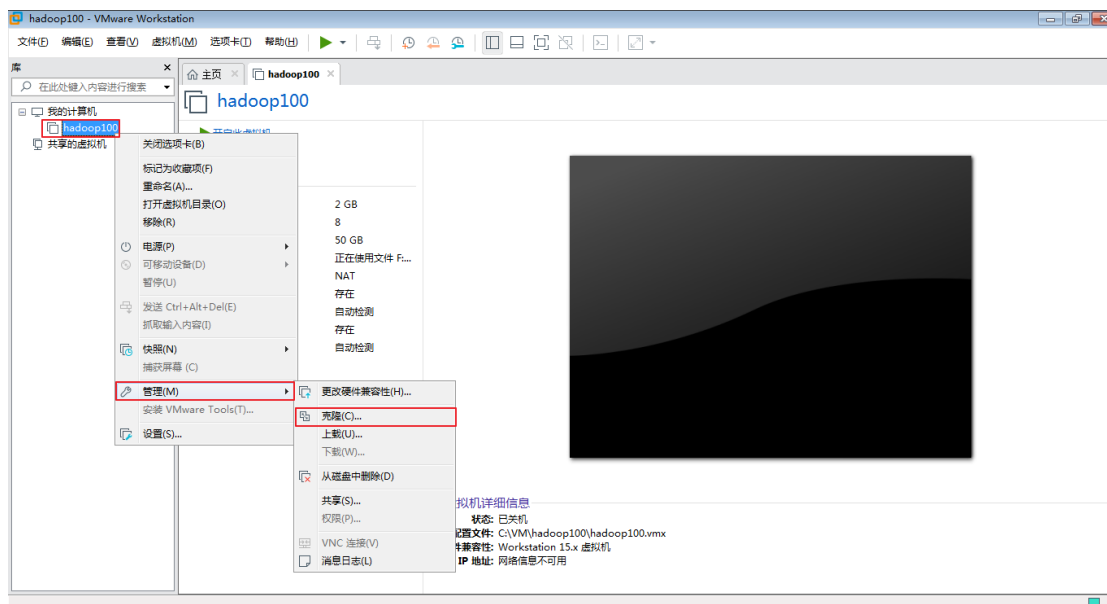 hadoop100 - VMware Workstation
文件(F) 编辑(E) 查看(V) 虚拟机(M) 选项卡(T) 帮助(H)
库
在此处键入内容进行搜索
我的计算机
hadoop100
共享的虚拟机
主页 hadoop100
hadoop100
开启此虚拟机
关闭选项卡(B)
标记为收藏项(F)
重命名(A)...
打开虚拟机目录(O)
移除(R)
电源(P)
可移动设备(D)
暂停(U)
发送 Ctrl+Alt+Del(E)
抓取输入内容(I)
快照(N)
捕获屏幕 (C)
管理(M)
安装 VMware Tools(T)...
设置(S)...
2 GB
8
50 GB
正在使用文件 F:...
NAT
存在
自动检测
存在
自动检测
更改硬件兼容性(H)...
克隆(C)...
上载(U)...
下载(W)...
从磁盘中删除(D)
共享(S)...
权限(P)...
VNC 连接(V)
消息日志(L)
拟机详细信息
状态: 已关机
配置文件: C:\VM\hadoop100\hadoop100.vmx
件兼容性: Workstation 15.x 虚拟机
IP 地址: 网络信息不可用